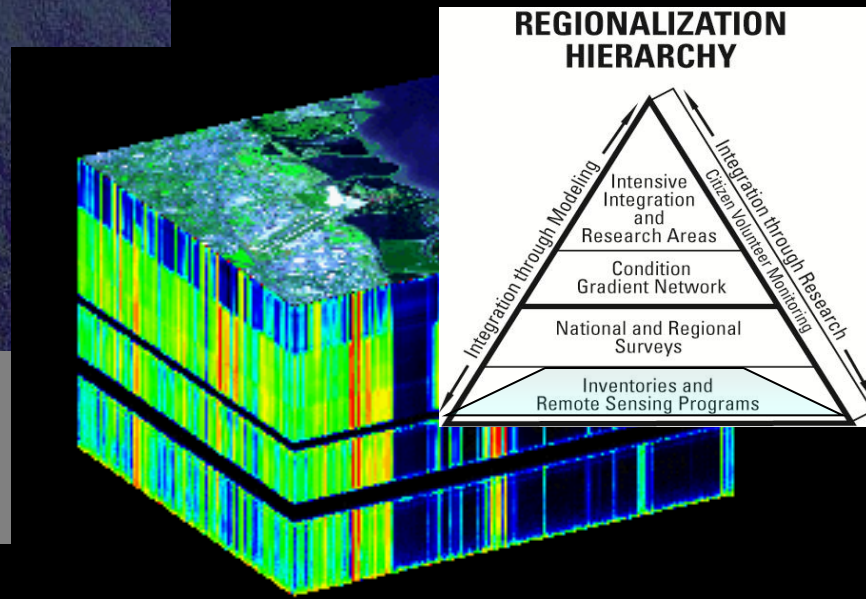 REGIONALIZATION
HIERARCHY
Integration through Modeling
Intensive
Integration
and
Research Areas
Condition
Gradient Network
National and Regional
Surveys
Inventories and
Remote Sensing Programs
Citizen Volunteer Monitoring
Integration through Research